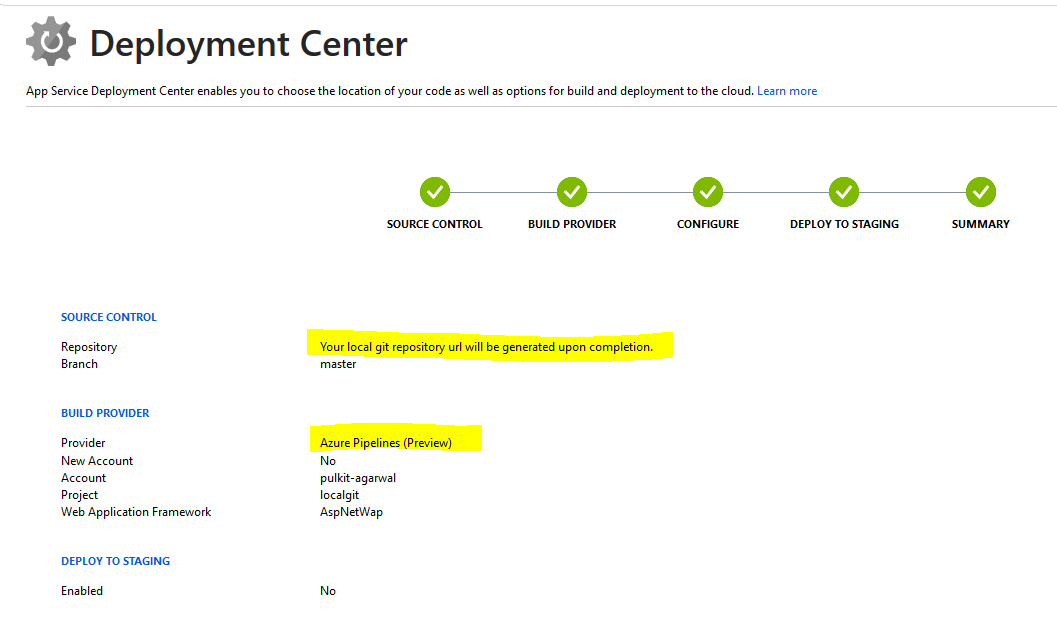 Deployment Center
App Service Deployment Center enables you to choose the location of your code as well as options for build and deployment to the cloud. Learn more
SOURCE CONTROL
BUILD PROVIDER
CONFIGURE
DEPLOY TO STAGING
SUMMARY
SOURCE CONTROL
Repository Your local git repository url will be generated upon completion.
Branch master
BUILD PROVIDER
Provider Azure Pipelines (Preview)
New Account No
Account pulkit-agarwal
Project localgit
Web Application Framework AspNetWap
DEPLOY TO STAGING
Enabled No